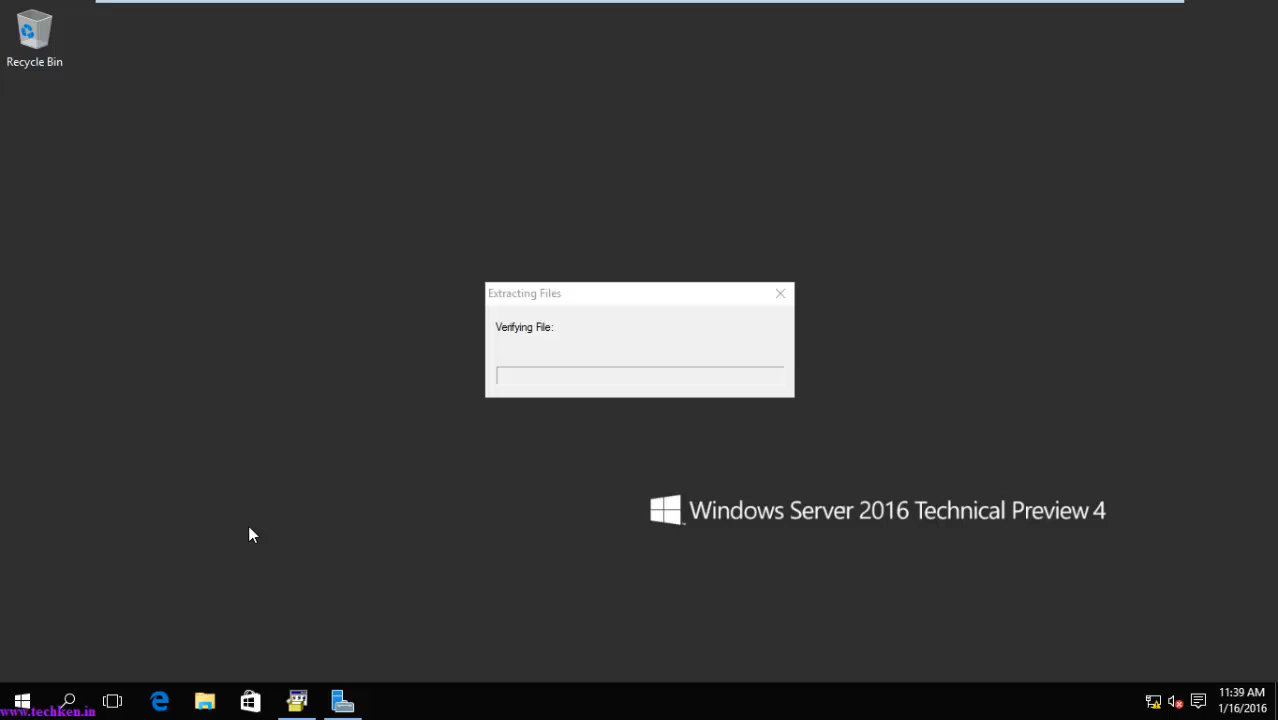 Recycle Bin
Extracting Files
Verifying File:
Windows Server 2016 Technical Preview 4
www.techken.in
11:39 AM
1/16/2016